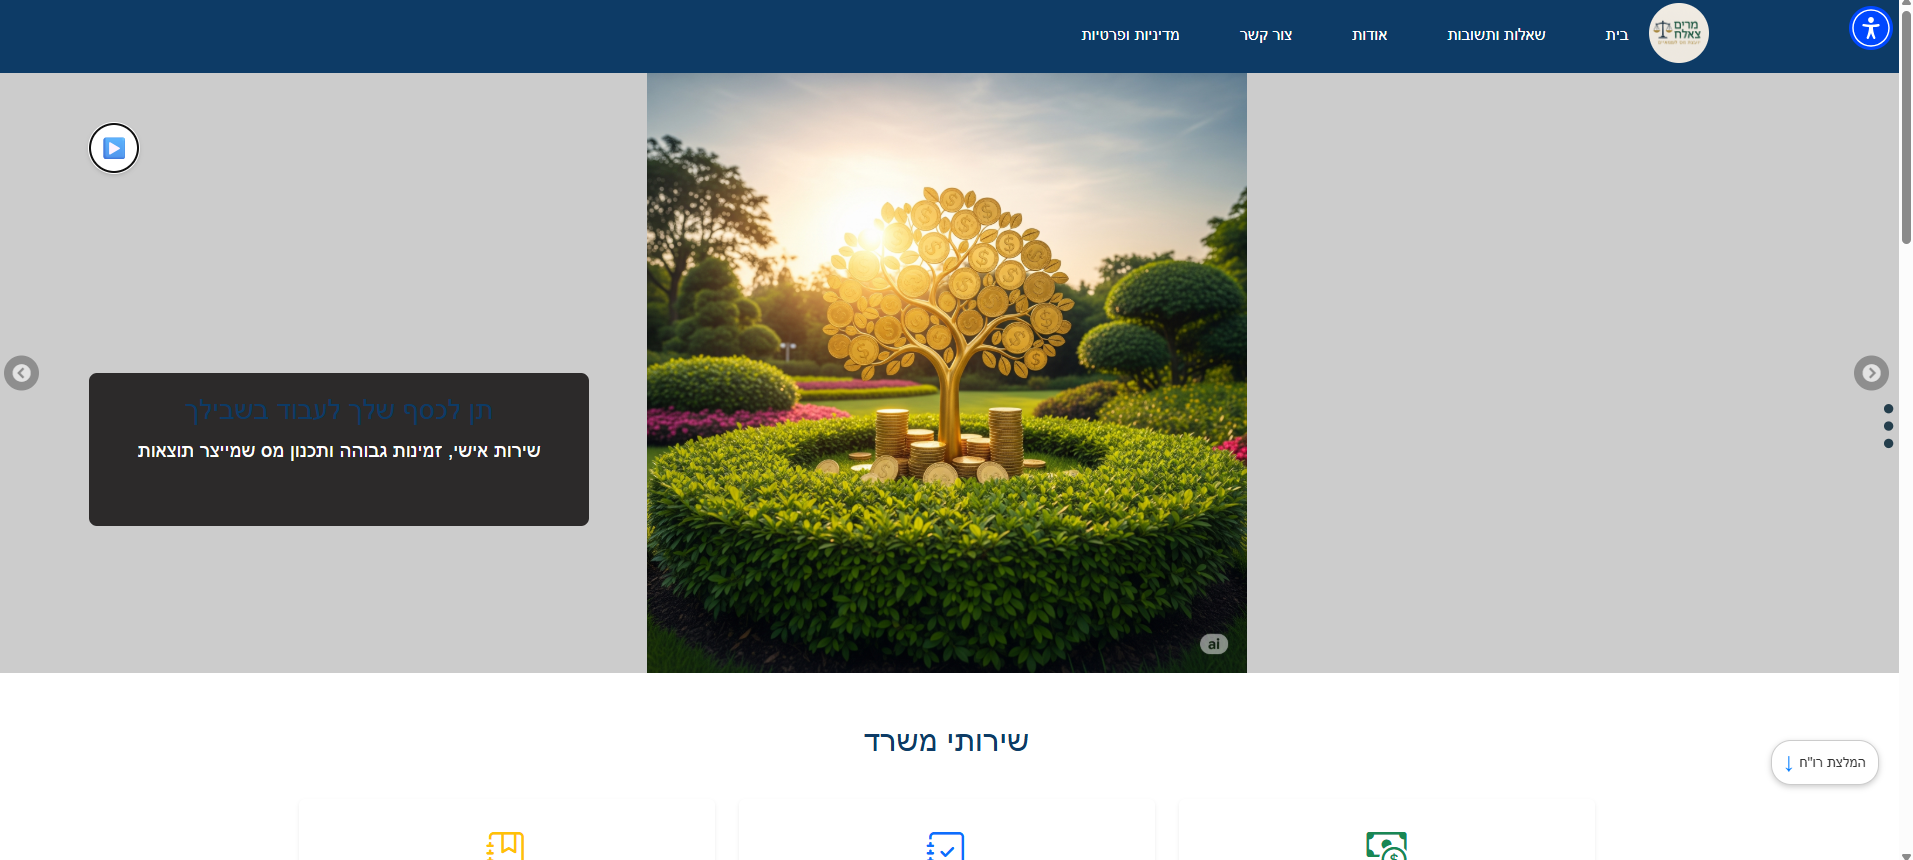 מרים
צאלח
בית
שאלות ותשובות
אודות
צור קשר
מדיניות ופרטיות
תן לכסף שלך לעבוד בשבילך
שירות אישי, זמינות גבוהה ותכנון מס שמייצר תוצאות
ai
שירותי משרד
המלצת רו"ח ↓